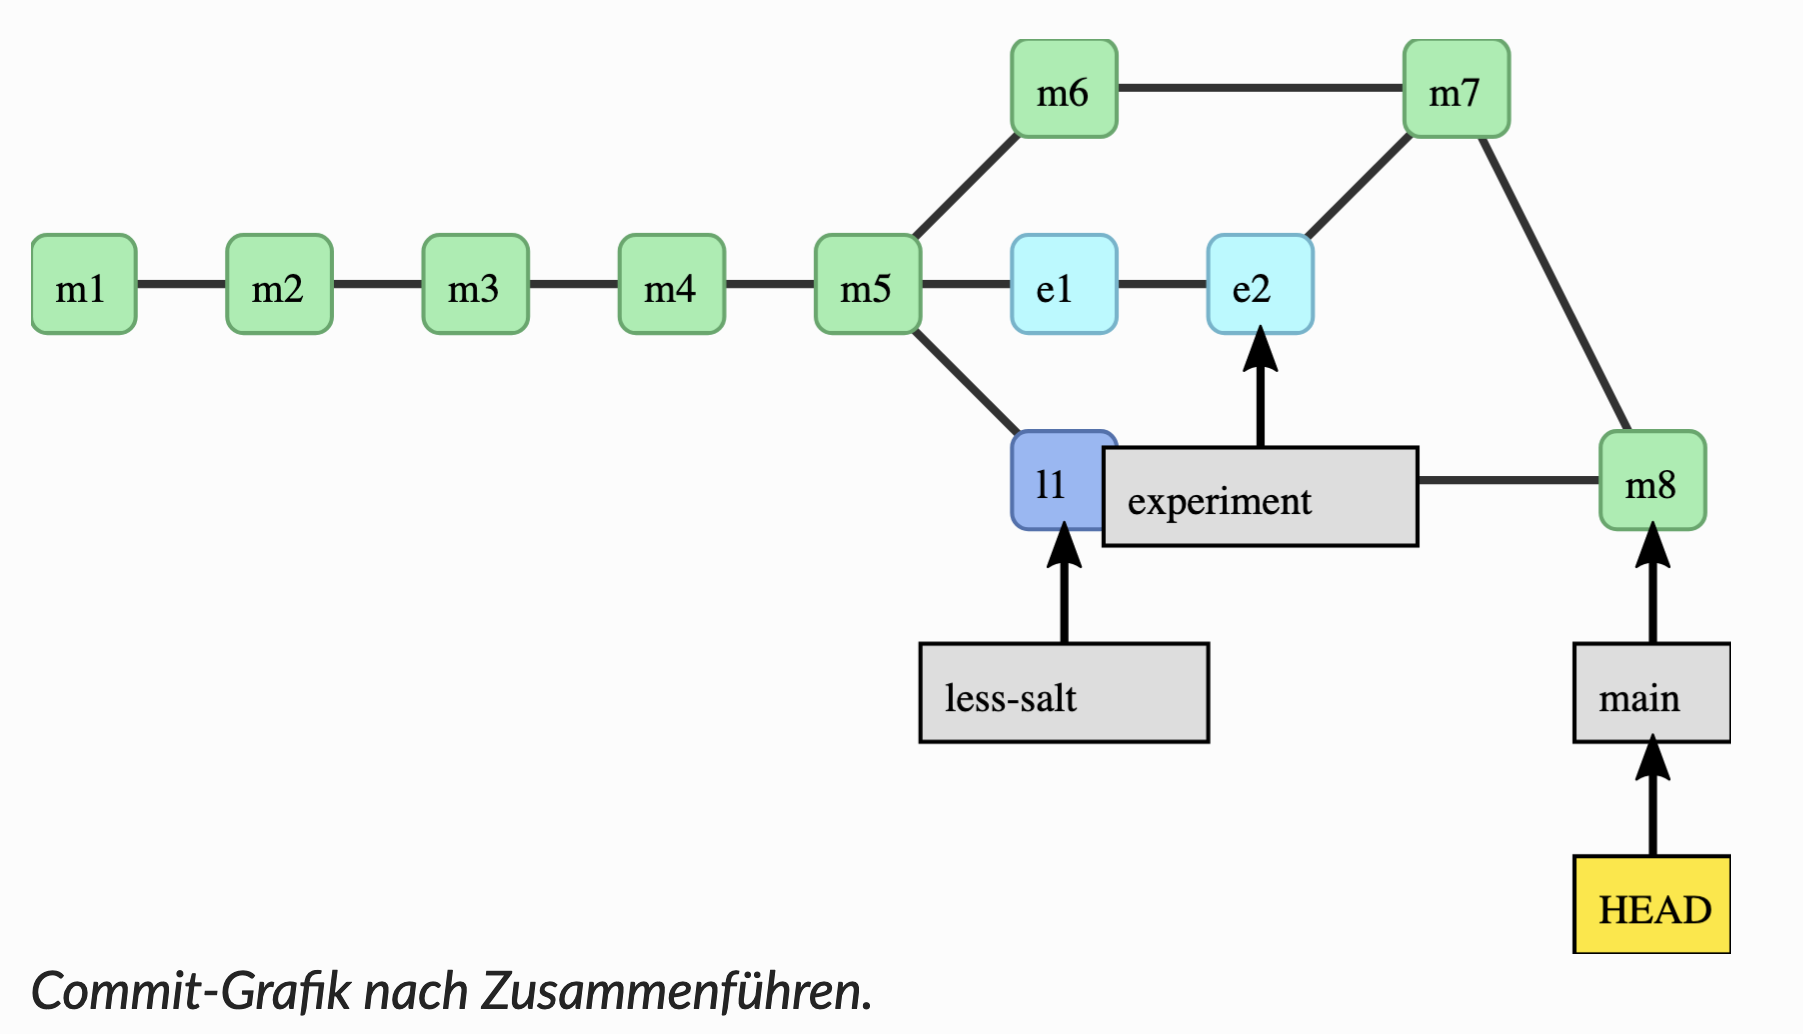 m6 m7
m1 m2 m3 m4 m5 e1 e2
l1 experiment m8
less-salt main
HEAD
Commit-Grafik nach Zusammenführen.